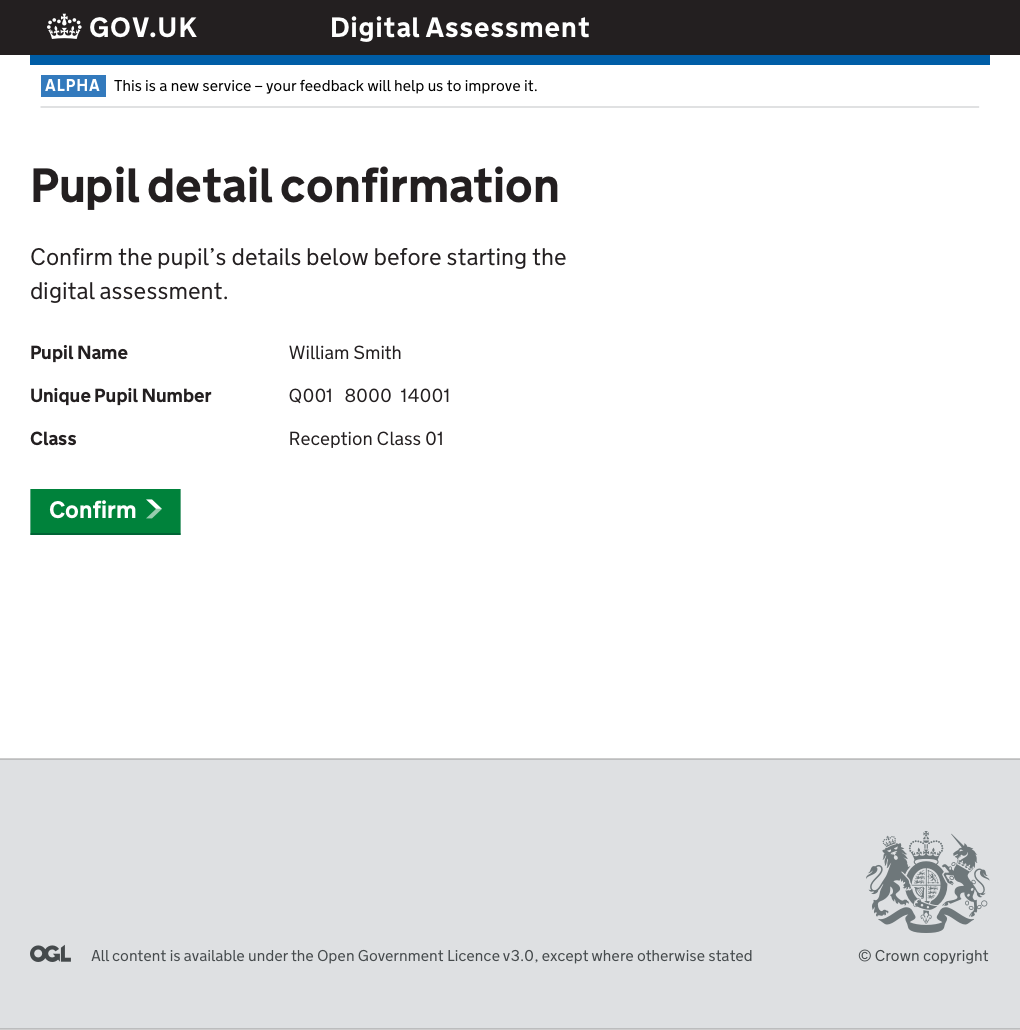 GOV.UK Digital Assessment
ALPHA This is a new service – your feedback will help us to improve it.
Pupil detail confirmation
Confirm the pupil’s details below before starting the
digital assessment.
Pupil Name William Smith
Unique Pupil Number Q001 8000 14001
Class Reception Class 01
Confirm
OGL All content is available under the Open Government Licence v3.0, except where otherwise stated © Crown copyright